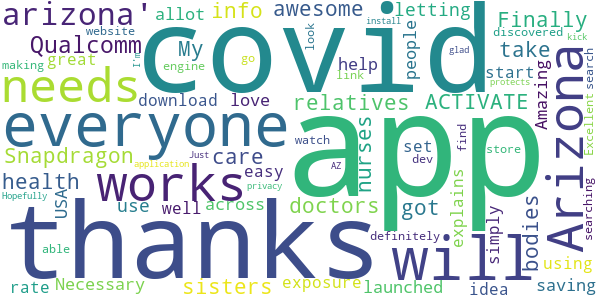 arizona' allot info awesome letting Finally
website Qualcomm My covid look people install glad discovered kick
making great engine go help take I'm
needs download love link start Amazing Excellent search
everyone relatives ACTIVATE Arizona
Snapdragon application Just care watch nurses app set dev find store protects
health works easy AZ privacy doctors got explains simply bodies searching
Hopefully USA use well across
thanks will definitely
able using
rate Necessary sisters exposure launched idea saving